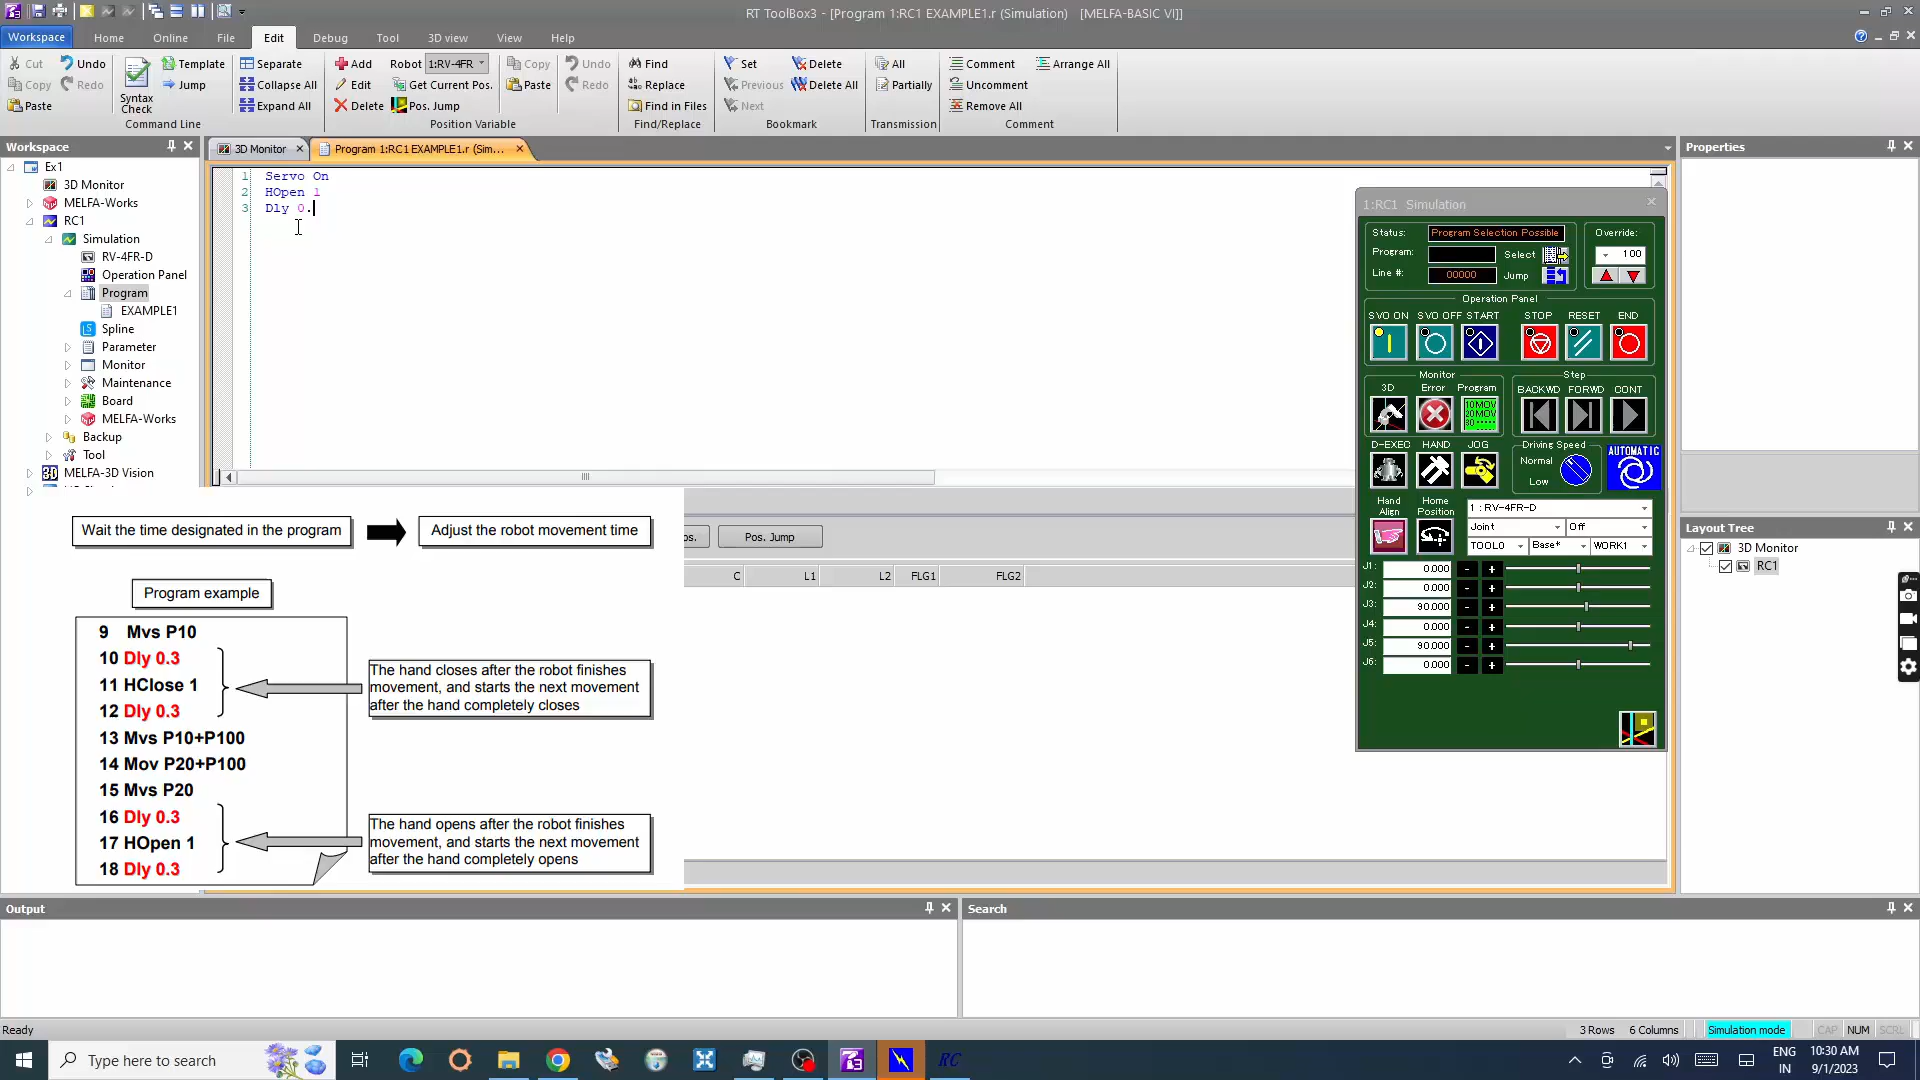 RT ToolBox3 - [Program 1:RC1 EXAMPLE1.r (Simulation)   [MELFA-BASIC VI]]
Workspace Home Online File Edit Debug Tool 3D view View Help
Cut Undo Template Separate Add Robot 1:RV-4FR Copy Undo Find Set Delete All Comment Arrange All
Copy Redo Syntax Check Jump Collapse All Edit Get Current Pos. Paste Redo Replace Previous Delete All Partially Uncomment
Paste Expand All Delete Pos. Jump Find in Files Next Remove All
Command Line Position Variable Find/Replace Bookmark Transmission Comment
Workspace
Ex1
3D Monitor
MELFA-Works
RC1
Simulation
RV-4FR-D
Operation Panel
Program
EXAMPLE1
Spline
Parameter
Monitor
Maintenance
Board
MELFA-Works
Backup
Tool
MELFA-3D Vision
3D Monitor Program 1:RC1 EXAMPLE1.r (Sim...
1 Servo On
2 HOpen 1
3 Dly 0.
os. Pos. Jump
C L1 L2 FLG1 FLG2
Wait the time designated in the program Adjust the robot movement time
Program example
9 Mvs P10
10 Dly 0.3
11 HClose 1
12 Dly 0.3
13 Mvs P10+P100
14 Mov P20+P100
15 Mvs P20
16 Dly 0.3
17 HOpen 1
18 Dly 0.3
The hand closes after the robot finishes
movement, and starts the next movement
after the hand completely closes
The hand opens after the robot finishes
movement, and starts the next movement
after the hand completely opens
1:RC1 Simulation
Status: Program Selection Possible Override:
Program: Select 100
Line #: 00000 Jump
Operation Panel
SVO ON SVO OFF START STOP RESET END
Monitor Step
3D Error Program BACKWD FORWD CONT
10MOV
20MOV
30
D-EXEC HAND JOG Driving Speed AUTOMATIC
Normal
Low
Hand Align Home Position 1 : RV-4FR-D
Joint Off
TOOL0 Base* WORK1
J1: 0.000 - +
J2: 0.000 - +
J3: 90.000 - +
J4: 0.000 - +
J5: 90.000 - +
J6: 0.000 - +
Properties
Layout Tree
3D Monitor
RC1
Output Search
Ready 3 Rows 6 Columns Simulation mode CAP NUM SCRL
Type here to search RC ENG 10:30 AM
IN 9/1/2023